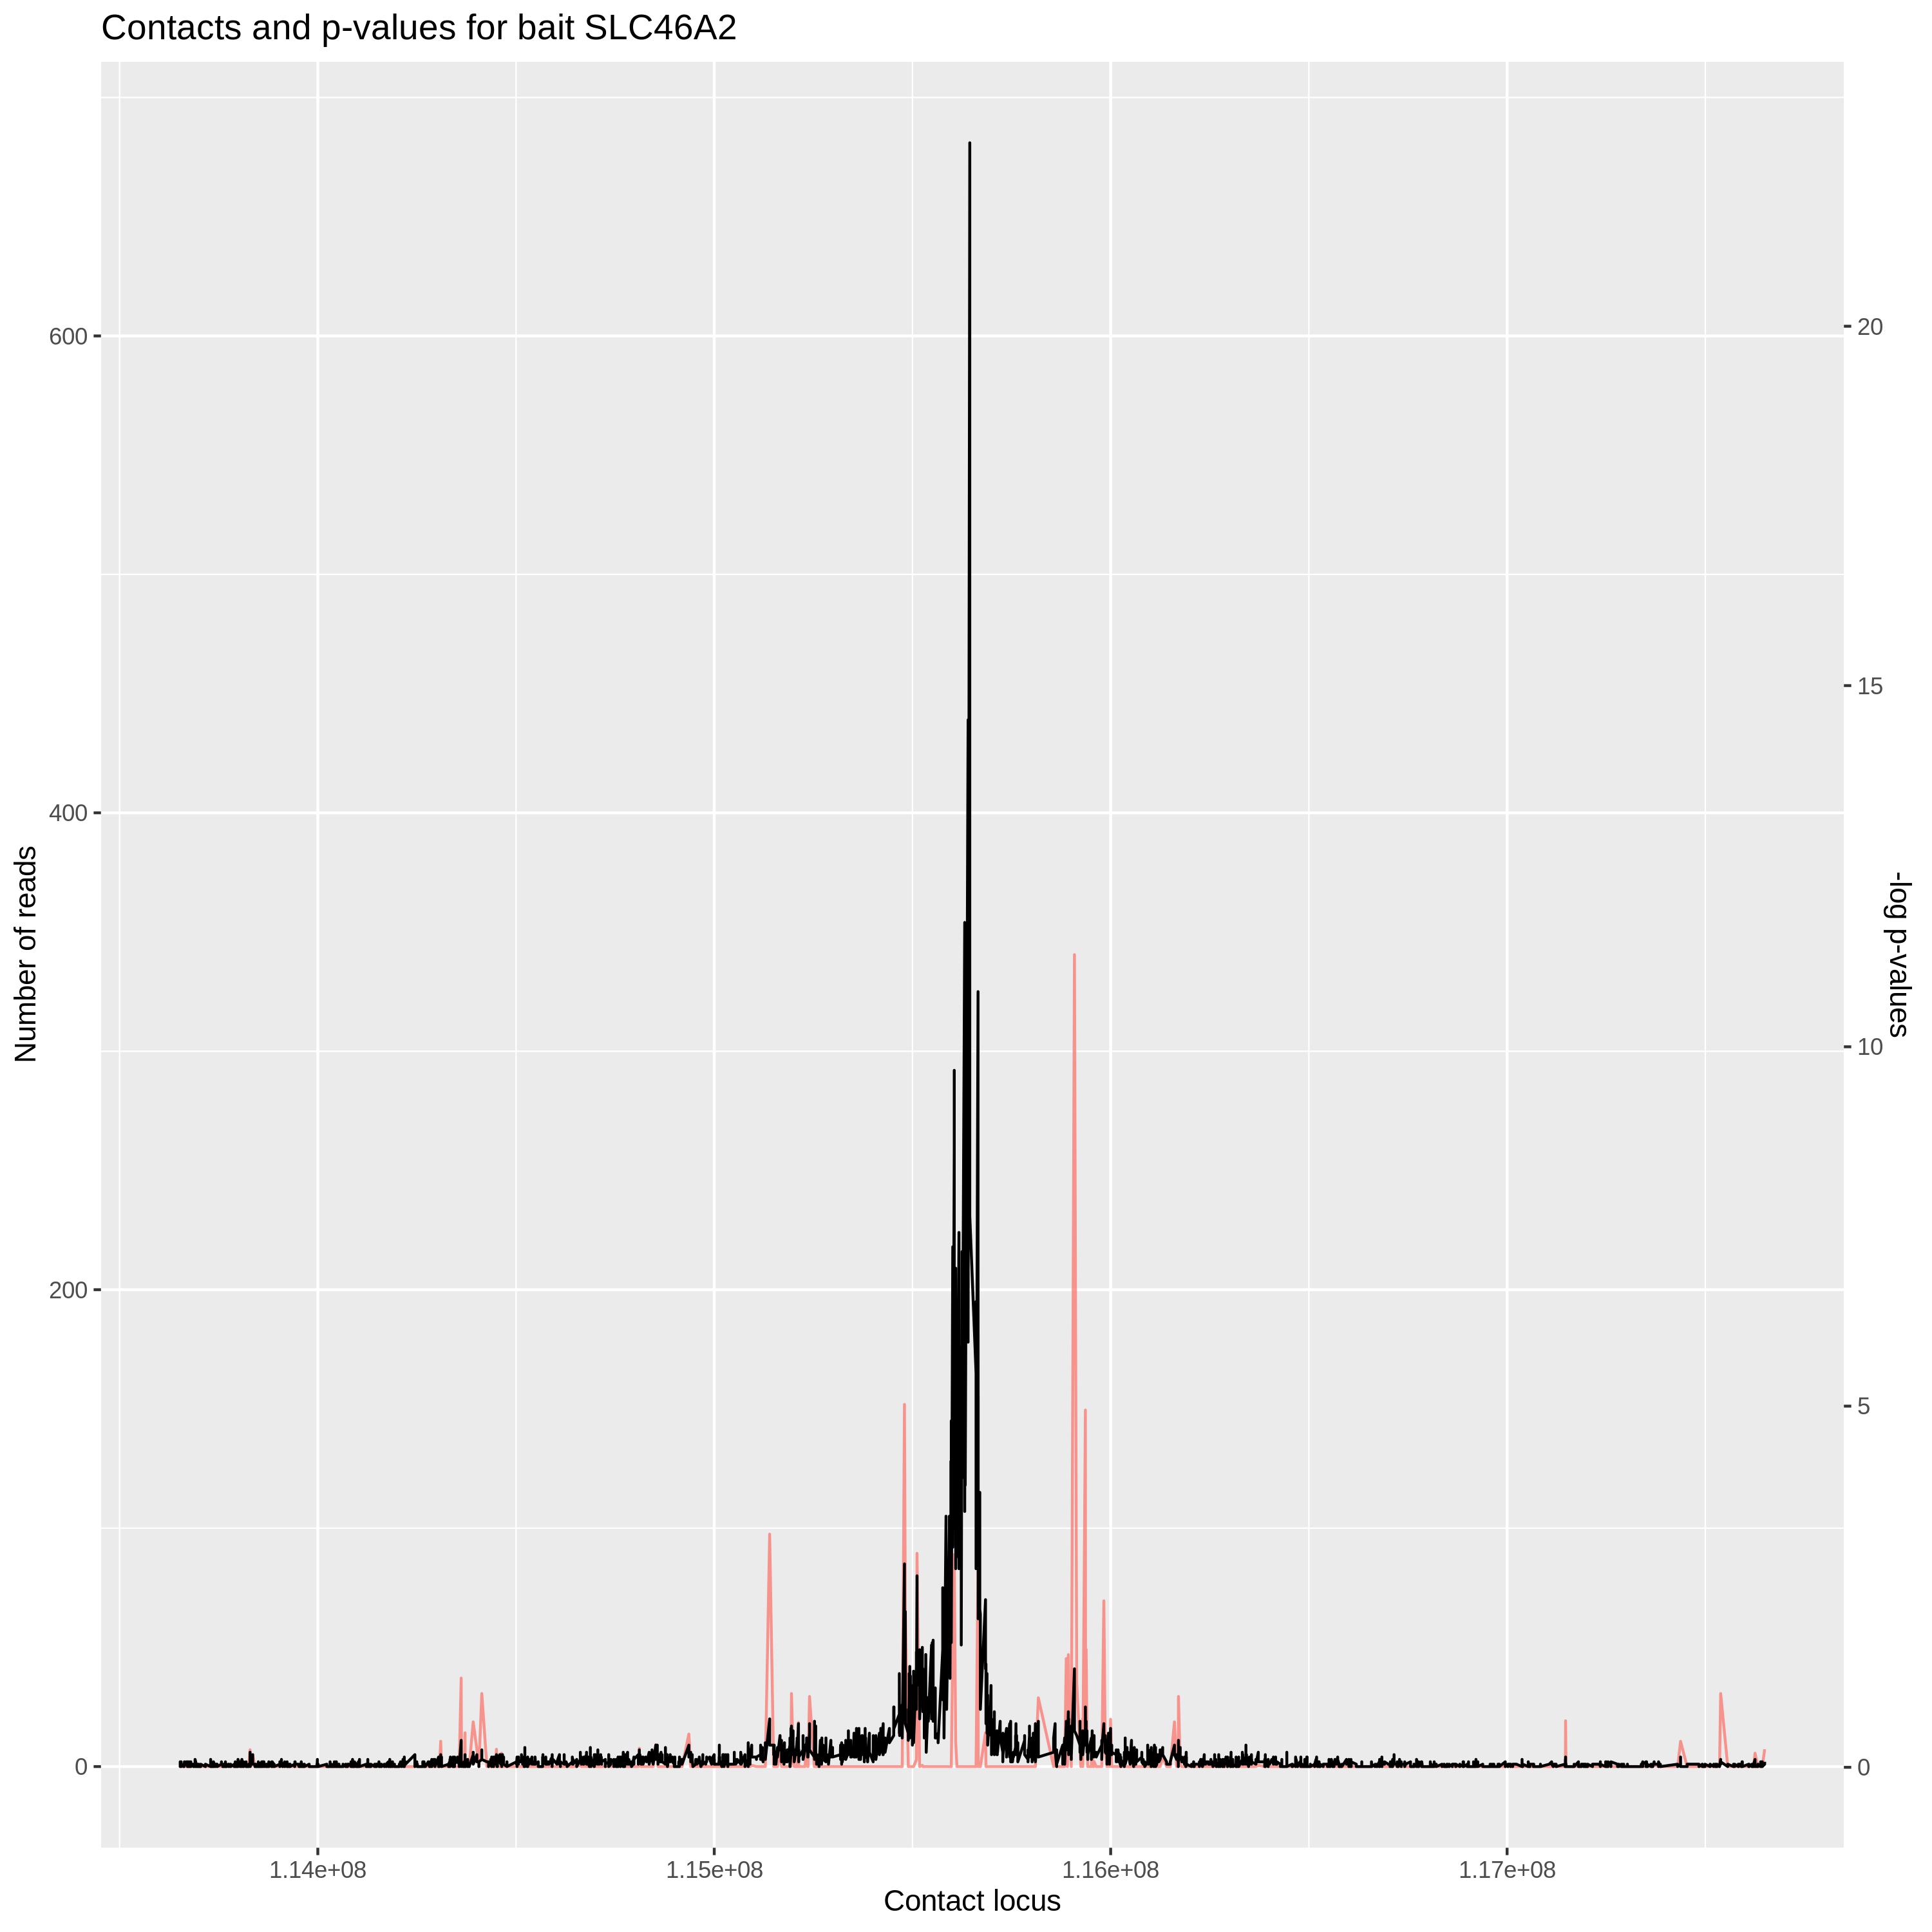 Contacts and p-values for bait SLC46A2
Number of reads
600
400
200
0
20
15
10
5
0
-log p-values
1.14e+08
1.15e+08
1.16e+08
1.17e+08
Contact locus